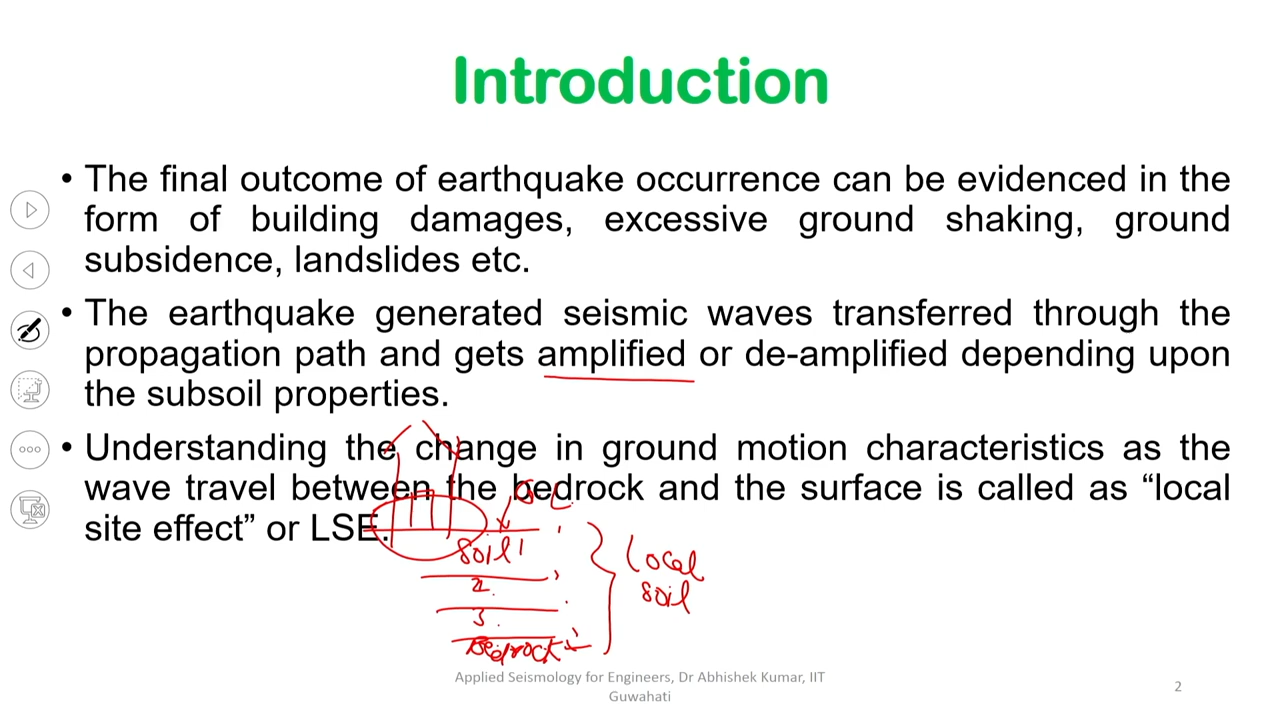 Introduction
• The final outcome of earthquake occurrence can be evidenced in the
form of building damages, excessive ground shaking, ground
subsidence, landslides etc.
• The earthquake generated seismic waves transferred through the
propagation path and gets amplified or de-amplified depending upon
the subsoil properties.
• Understanding the change in ground motion characteristics as the
wave travel between the bedrock and the surface is called as “local
site effect” or LSE.
GL
Soil 1
2
3
Bedrock
Local
soil
Applied Seismology for Engineers, Dr Abhishek Kumar, IIT
Guwahati
2